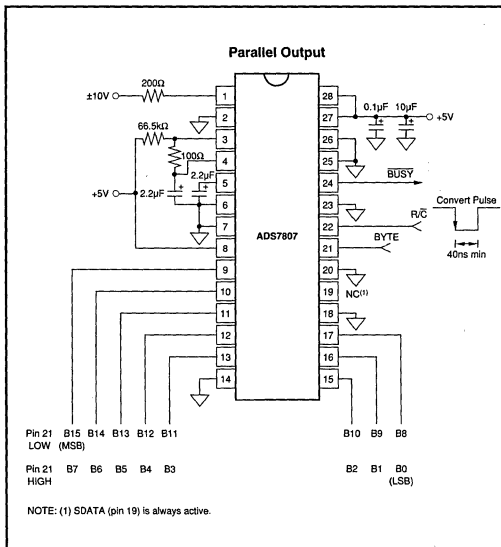 Parallel Output
±10V
200Ω
66.5kΩ
100Ω
2.2µF
2.2µF
+5V
1
2
3
4
5
6
7
8
9
10
11
12
13
14
ADS7807
28
27
26
25
24
23
22
21
20
19
18
17
16
15
0.1µF 10µF
+5V
BUSY
R/C
BYTE
Convert Pulse
40ns min
NC(1)
Pin 21 B15 B14 B13 B12 B11 B10 B9 B8
LOW (MSB)
Pin 21 B7 B6 B5 B4 B3 B2 B1 B0
HIGH (LSB)
NOTE: (1) SDATA (pin 19) is always active.